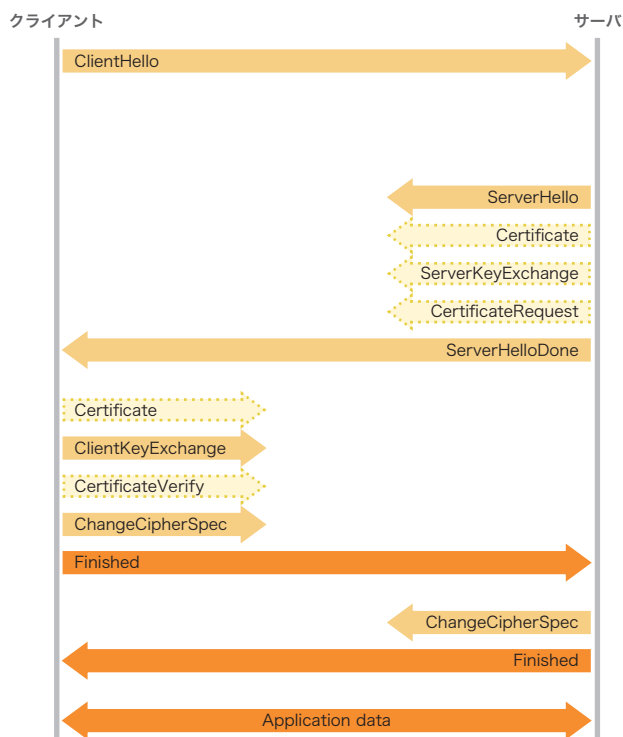 クライアント
サーバ
ClientHello
ServerHello
Certificate
ServerKeyExchange
CertificateRequest
ServerHelloDone
Certificate
ClientKeyExchange
CertificateVerify
ChangeCipherSpec
Finished
ChangeCipherSpec
Finished
Application data